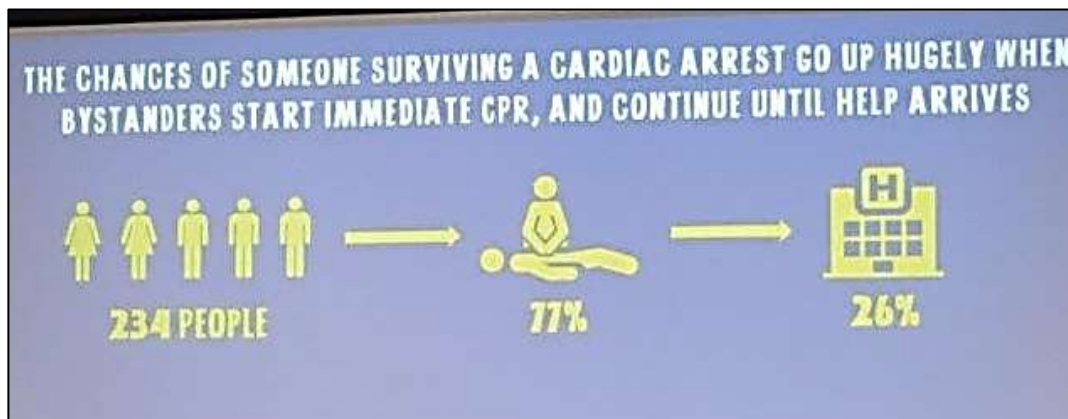 THE CHANCES OF SOMEONE SURVIVING A CARDIAC ARREST GO UP HUGELY WHEN
BYSTANDERS START IMMEDIATE CPR, AND CONTINUE UNTIL HELP ARRIVES
H
234 PEOPLE
77%
26%